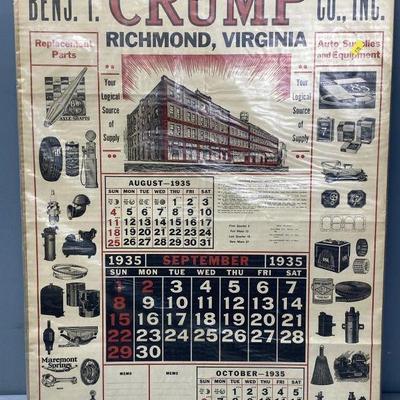 BENJ. T. CRUMP CO., INC.
RICHMOND, VIRGINIA
Replacement
Parts
Auto Supplies
and Equipment
Your
Logical
Source
of
Supply
Your
Logical
Source
of
Supply
AXLE SHAFTS
AUGUST—1935
SUN MON TUE WED THU FRI SAT
1 2 3
4 5 6 7 8 9 10
11 12 13 14 15 16 17
18 19 20 21 22 23 24
25 26 27 28 29 30 31
1935 SEPTEMBER 1935
SUN. MON. TUE. WED. THU. FRI. SAT.
1 2 3 4 5 6 7
8 9 10 11 12 13 14
15 16 17 18 19 20 21
22 23 24 25 26 27 28
29 30
Maremont
Springs
MEMO MEMO
OCTOBER—1935
SUN MON TUE WED THU FRI SAT
1 2 3 4 5